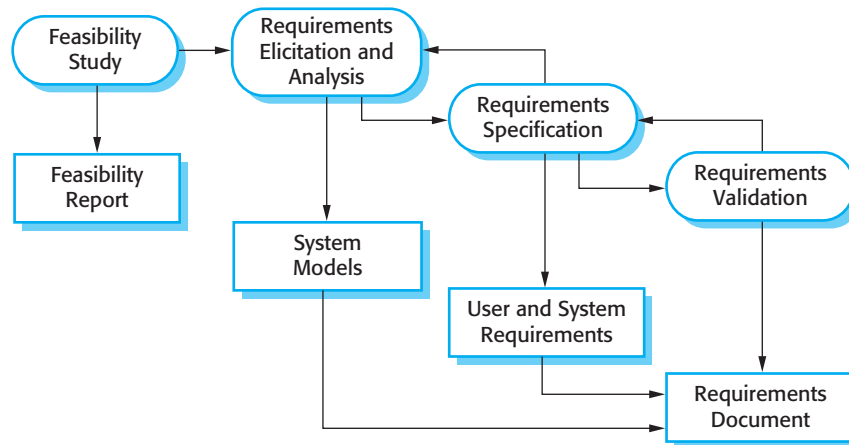 Feasibility
Study
Requirements
Elicitation and
Analysis
Requirements
Specification
Feasibility
Report
Requirements
Validation
System
Models
User and System
Requirements
Requirements
Document